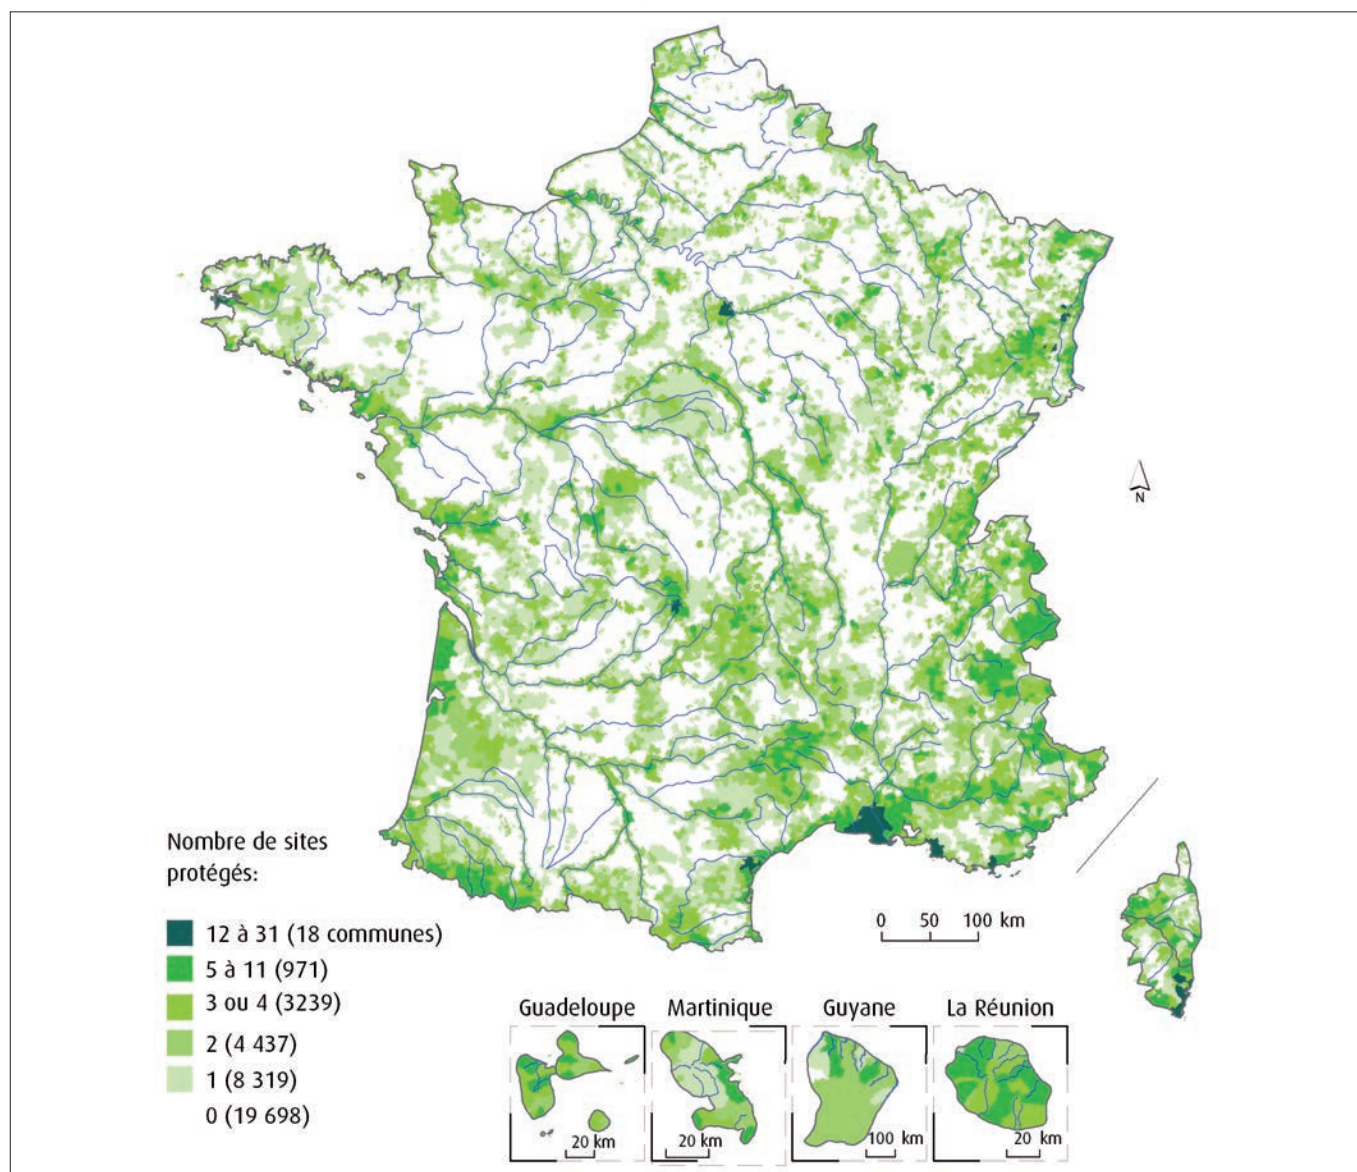 N
Nombre de sites
protégés:
12 à 31 (18 communes)
5 à 11 (971)
3 ou 4 (3239)
2 (4 437)
1 (8 319)
0 (19 698)
0 50 100 km
Guadeloupe
Martinique
Guyane
La Réunion
20 km
20 km
100 km
20 km